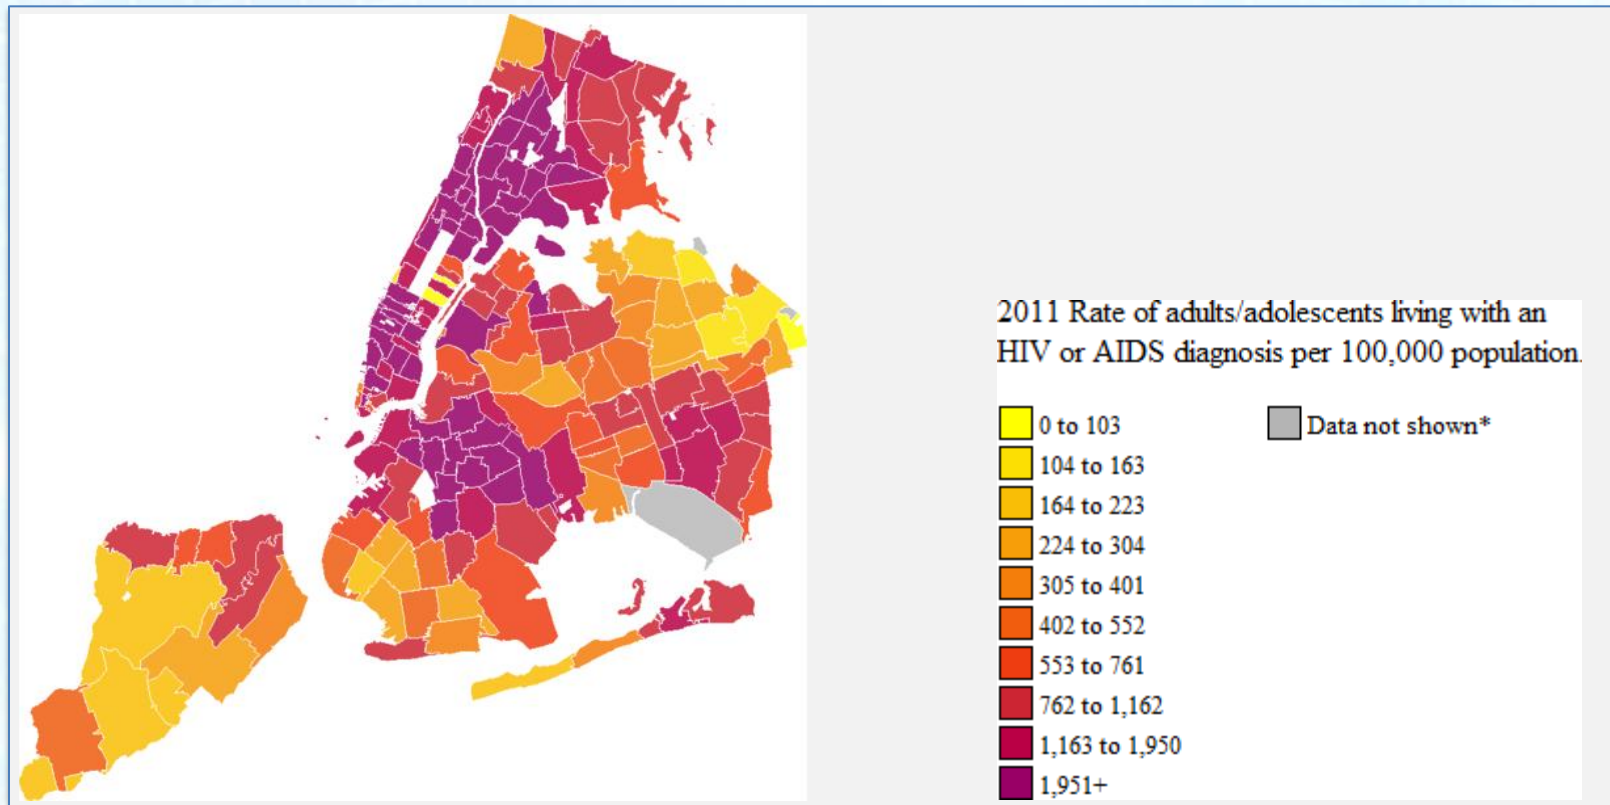 2011 Rate of adults/adolescents living with an
HIV or AIDS diagnosis per 100,000 population.
0 to 103
Data not shown*
104 to 163
164 to 223
224 to 304
305 to 401
402 to 552
553 to 761
762 to 1,162
1,163 to 1,950
1,951+